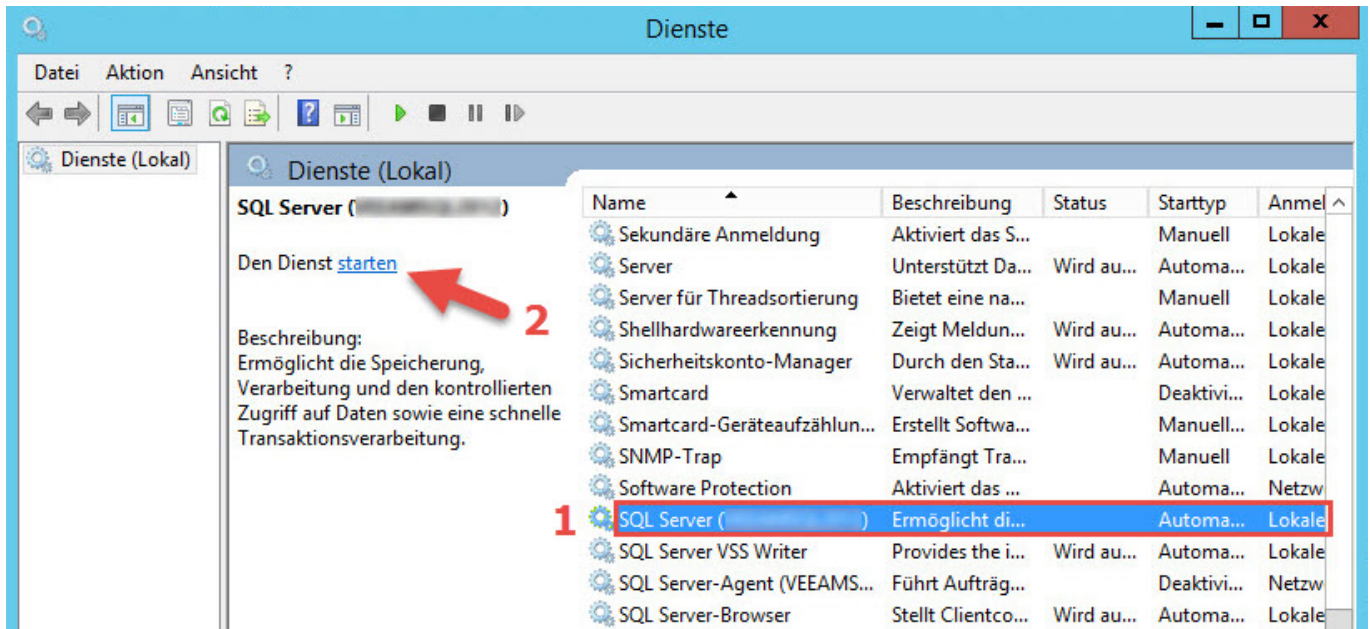 Dienste
Datei Aktion Ansicht ?
Dienste (Lokal)
Dienste (Lokal)
SQL Server ( )
Den Dienst starten
2
Beschreibung:
Ermöglicht die Speicherung,
Verarbeitung und den kontrollierten
Zugriff auf Daten sowie eine schnelle
Transaktionsverarbeitung.
Name Beschreibung Status Starttyp Anmel
Sekundäre Anmeldung Aktiviert das S... Manuell Lokale
Server Unterstützt Da... Wird au... Automa... Lokale
Server für Threadsortierung Bietet eine na... Manuell Lokale
Shellhardwareerkennung Zeigt Meldun... Wird au... Automa... Lokale
Sicherheitskonto-Manager Durch den Sta... Wird au... Automa... Lokale
Smartcard Verwaltet den ... Deaktivi... Lokale
Smartcard-Geräteaufzählun... Erstellt Softwa... Manuell... Lokale
SNMP-Trap Empfängt Tra... Manuell Lokale
Software Protection Aktiviert das ... Automa... Netzw
1 SQL Server ( ) Ermöglicht di... Automa... Lokale
SQL Server VSS Writer Provides the i... Wird au... Automa... Lokale
SQL Server-Agent (VEEAMS... Führt Aufträg... Deaktivi... Netzw
SQL Server-Browser Stellt Clientco... Wird au... Automa... Lokale